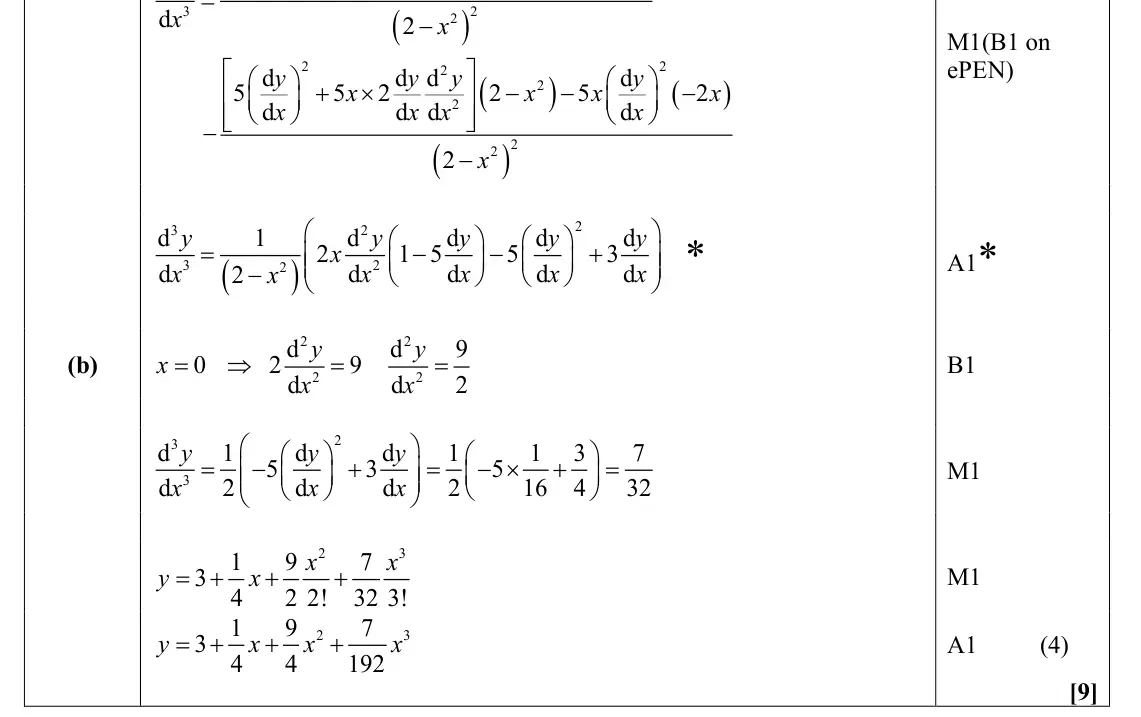 dx³ − (2 − x²)²
M1(B1 on
ePEN)
− [5(dy/dx)² + 5x × 2 dy/dx d²y/dx²](2 − x²) − 5x(dy/dx)²(−2x) / (2 − x²)²
d³y/dx³ = 1/(2 − x²) (2x d²y/dx² (1 − 5 dy/dx) − 5(dy/dx)² + 3 dy/dx) * A1*
(b) x = 0 ⇒ 2 d²y/dx² = 9 d²y/dx² = 9/2 B1
d³y/dx³ = 1/2 (−5(dy/dx)² + 3 dy/dx) = 1/2 (−5 × 1/16 + 3/4) = 7/32 M1
y = 3 + 1/4 x + 9/2 x²/2! + 7/32 x³/3! M1
y = 3 + 1/4 x + 9/4 x² + 7/192 x³ A1 (4)
[9]